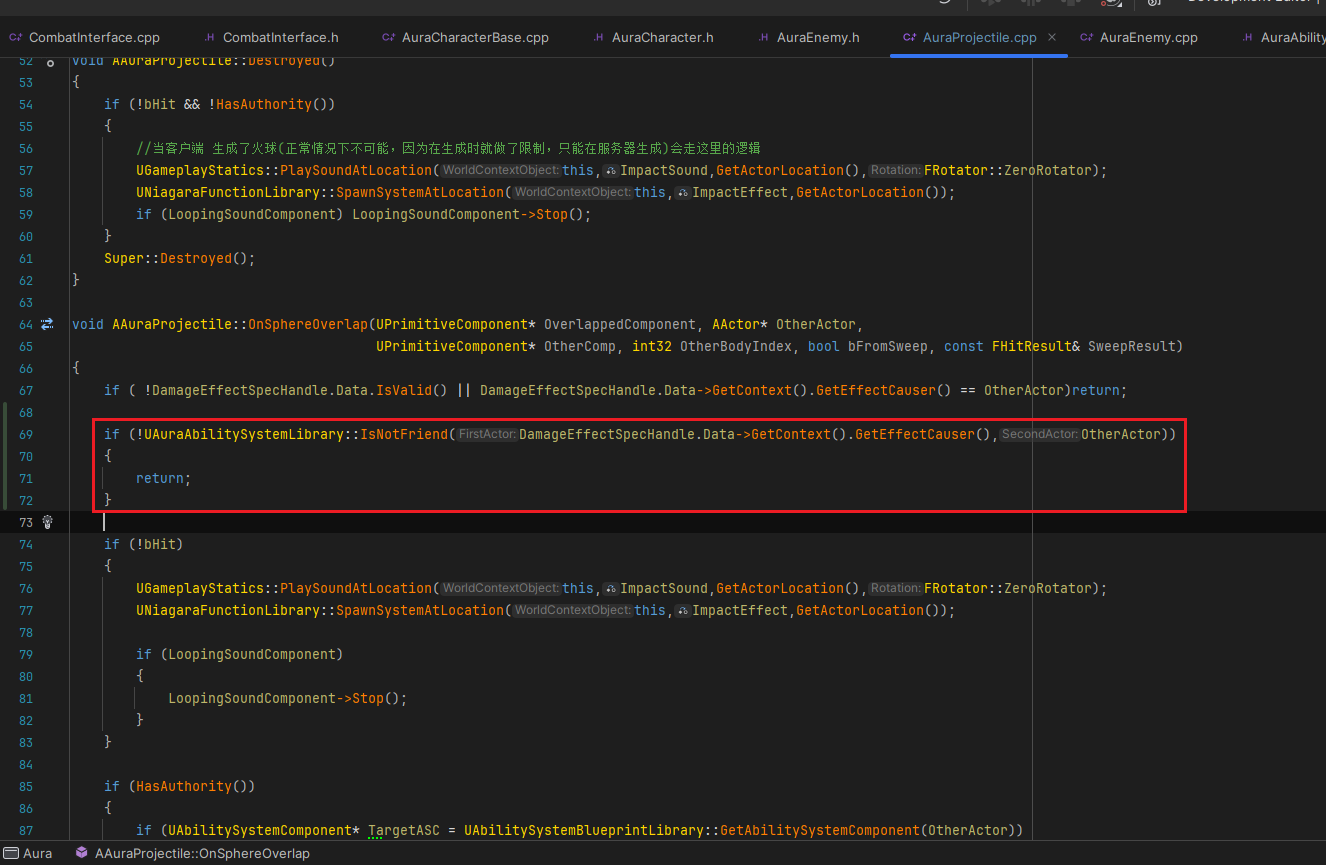 Development Editor
C++ CombatInterface.cpp .H CombatInterface.h C++ AuraCharacterBase.cpp .H AuraCharacter.h .H AuraEnemy.h C++ AuraProjectile.cpp × C++ AuraEnemy.cpp .H AuraAbility
52 void AAuraProjectile::Destroyed()
53 {
54 if (!bHit && !HasAuthority())
55 {
56 //当客户端 生成了火球(正常情况下不可能，因为在生成时就做了限制，只能在服务器生成)会走这里的逻辑
57 UGameplayStatics::PlaySoundAtLocation(WorldContextObject:this,ImpactSound,GetActorLocation(),Rotation:FRotator::ZeroRotator);
58 UNiagaraFunctionLibrary::SpawnSystemAtLocation(WorldContextObject:this,ImpactEffect,GetActorLocation());
59 if (LoopingSoundComponent) LoopingSoundComponent->Stop();
60 }
61 Super::Destroyed();
62 }
63
64 void AAuraProjectile::OnSphereOverlap(UPrimitiveComponent* OverlappedComponent, AActor* OtherActor,
65 UPrimitiveComponent* OtherComp, int32 OtherBodyIndex, bool bFromSweep, const FHitResult& SweepResult)
66 {
67 if ( !DamageEffectSpecHandle.Data.IsValid() || DamageEffectSpecHandle.Data->GetContext().GetEffectCauser() == OtherActor)return;
68
69 if (!UAuraAbilitySystemLibrary::IsNotFriend(FirstActor:DamageEffectSpecHandle.Data->GetContext().GetEffectCauser(),SecondActor:OtherActor))
70 {
71 return;
72 }
73
74 if (!bHit)
75 {
76 UGameplayStatics::PlaySoundAtLocation(WorldContextObject:this,ImpactSound,GetActorLocation(),Rotation:FRotator::ZeroRotator);
77 UNiagaraFunctionLibrary::SpawnSystemAtLocation(WorldContextObject:this,ImpactEffect,GetActorLocation());
78
79 if (LoopingSoundComponent)
80 {
81 LoopingSoundComponent->Stop();
82 }
83 }
84
85 if (HasAuthority())
86 {
87 if (UAbilitySystemComponent* TargetASC = UAbilitySystemBlueprintLibrary::GetAbilitySystemComponent(OtherActor))
Aura AAuraProjectile::OnSphereOverlap